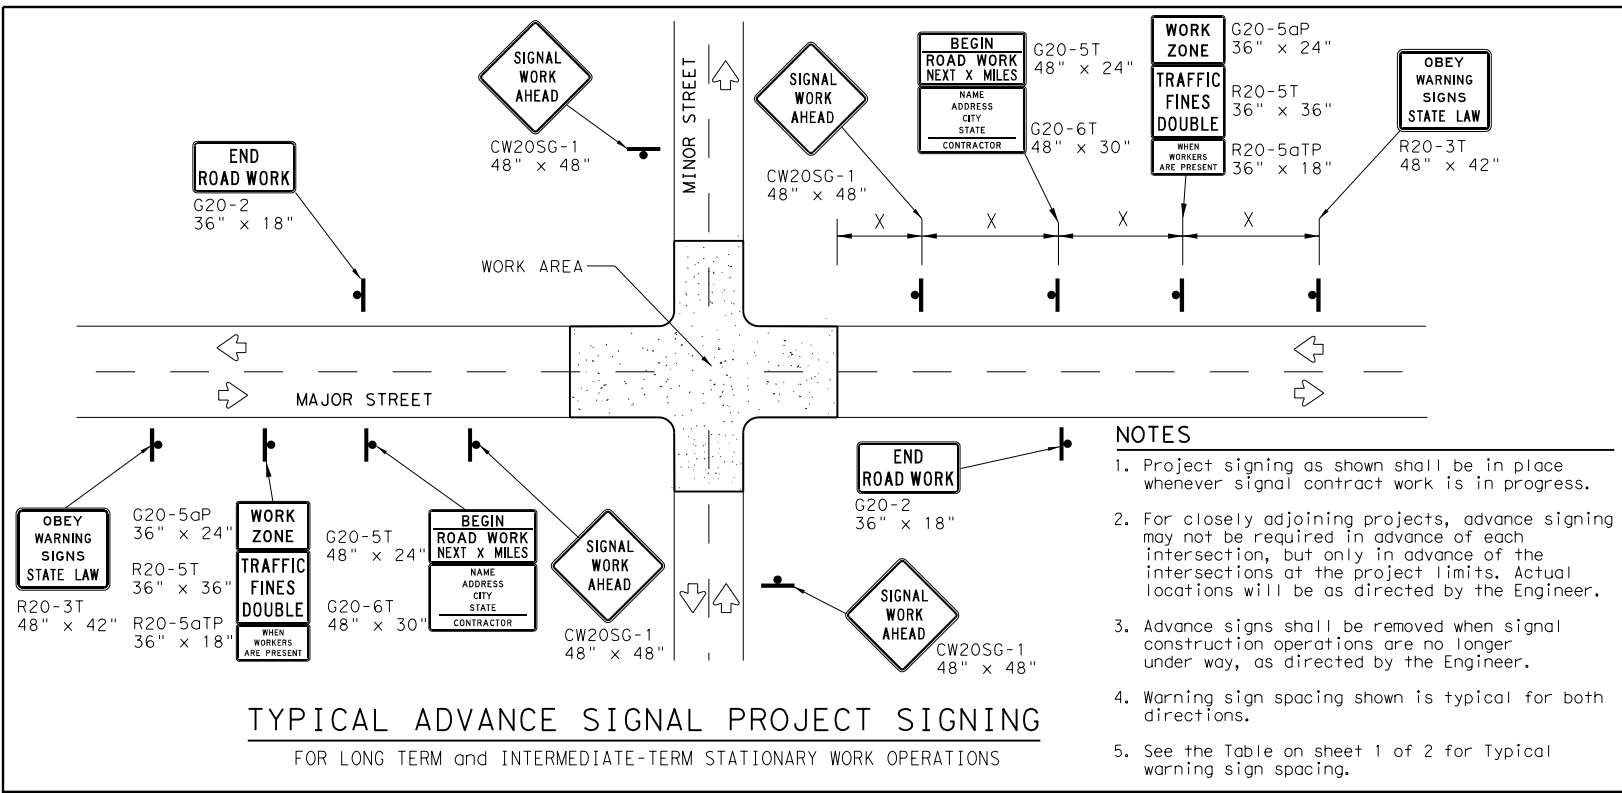 SIGNAL
WORK
AHEAD
CW20SG-1
48" x 48"
MINOR STREET
SIGNAL
WORK
AHEAD
CW20SG-1
48" x 48"
BEGIN
ROAD WORK
NEXT X MILES
G20-5T
48" x 24"
NAME
ADDRESS
CITY
STATE
CONTRACTOR
G20-6T
48" x 30"
WORK
ZONE
G20-5aP
36" x 24"
TRAFFIC
FINES
DOUBLE
R20-5T
36" x 36"
WHEN
WORKERS
ARE PRESENT
R20-5aTP
36" x 18"
OBEY
WARNING
SIGNS
STATE LAW
R20-3T
48" x 42"
END
ROAD WORK
G20-2
36" x 18"
X
X
X
X
WORK AREA
MAJOR STREET
OBEY
WARNING
SIGNS
STATE LAW
R20-3T
48" x 42"
G20-5aP
36" x 24"
WORK
ZONE
R20-5T
36" x 36"
TRAFFIC
FINES
DOUBLE
R20-5aTP
36" x 18"
WHEN
WORKERS
ARE PRESENT
G20-5T
48" x 24"
BEGIN
ROAD WORK
NEXT X MILES
G20-6T
48" x 30"
NAME
ADDRESS
CITY
STATE
CONTRACTOR
SIGNAL
WORK
AHEAD
CW20SG-1
48" x 48"
END
ROAD WORK
G20-2
36" x 18"
SIGNAL
WORK
AHEAD
CW20SG-1
48" x 48"
NOTES
1. Project signing as shown shall be in place
whenever signal contract work is in progress.
2. For closely adjoining projects, advance signing
may not be required in advance of each
intersection, but only in advance of the
intersections at the project limits. Actual
locations will be as directed by the Engineer.
3. Advance signs shall be removed when signal
construction operations are no longer
under way, as directed by the Engineer.
4. Warning sign spacing shown is typical for both
directions.
5. See the Table on sheet 1 of 2 for Typical
warning sign spacing.
TYPICAL ADVANCE SIGNAL PROJECT SIGNING
FOR LONG TERM and INTERMEDIATE-TERM STATIONARY WORK OPERATIONS